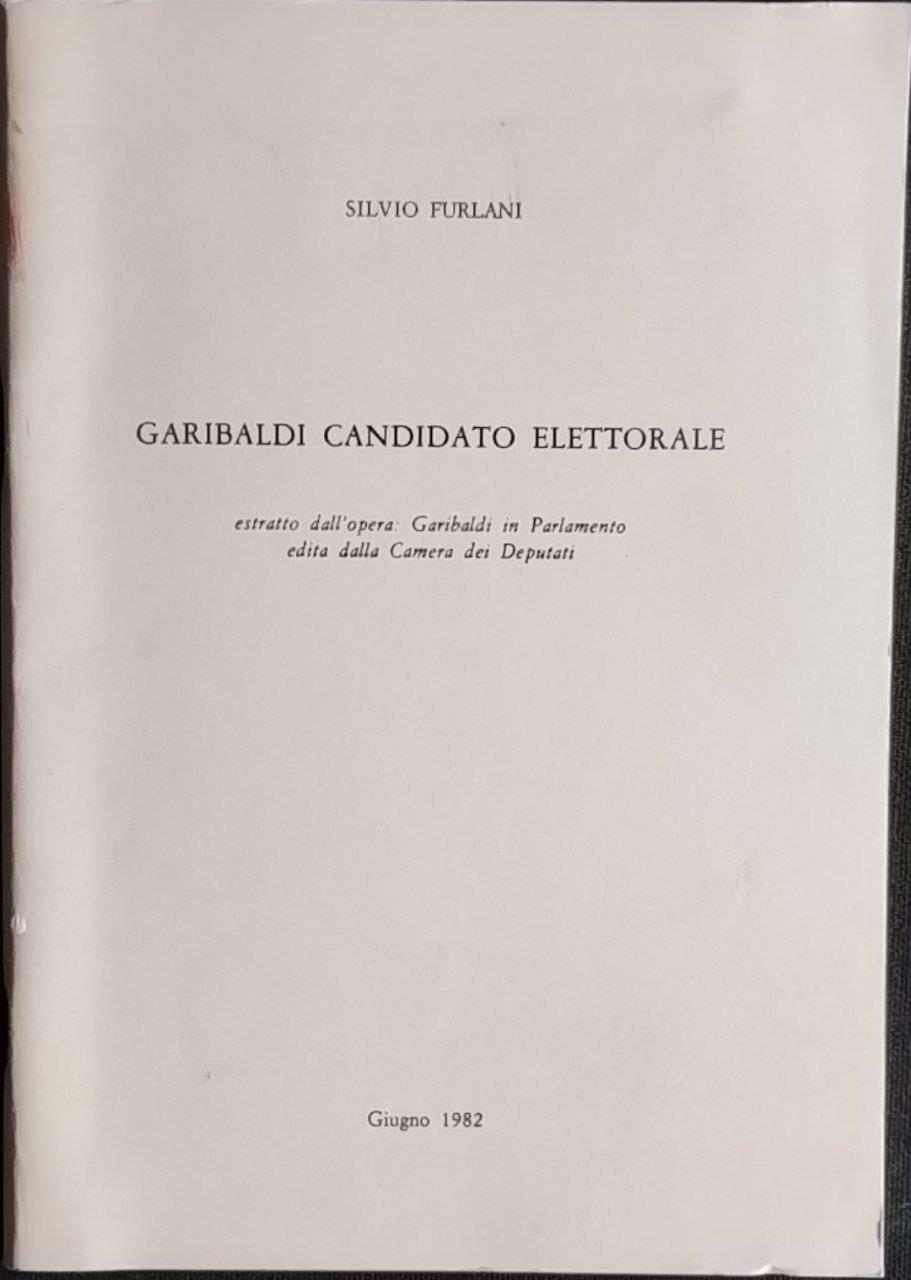 SILVIO FURLANI
GARIBALDI CANDIDATO ELETTORALE
estratto dall'opera: Garibaldi in Parlamento
edita dalla Camera dei Deputati
Giugno 1982